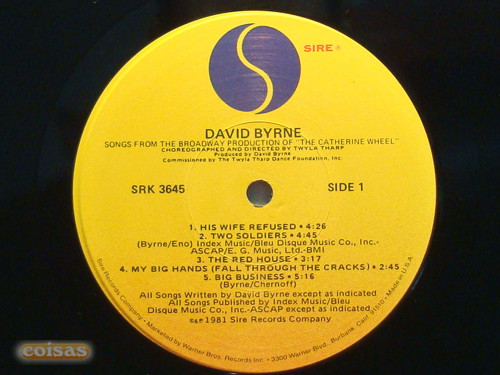 SIRE ®
DAVID BYRNE
SONGS FROM THE BROADWAY PRODUCTION OF "THE CATHERINE WHEEL"
CHOREOGRAPHED AND DIRECTED BY TWYLA THARP
Produced by David Byrne
Commissioned by The Twyla Tharp Dance Foundation, Inc.
SRK 3645
SIDE 1
1. HIS WIFE REFUSED • 4:26
2. TWO SOLDIERS • 4:45
(Byrne/Eno) Index Music/Bleu Disque Music Co., Inc.-
ASCAP/E. G. Music, Ltd.-BMI
3. THE RED HOUSE • 3:17
4. MY BIG HANDS (FALL THROUGH THE CRACKS) • 2:45
5. BIG BUSINESS • 5:16
(Byrne/Chernoff)
All Songs Written by David Byrne except as indicated
All Songs Published by Index Music/Bleu
Disque Music Co., Inc.-ASCAP except as indicated.
©℗ 1981 Sire Records Company
Sire Records Company • Marketed by Warner Bros. Records Inc. • 3300 Warner Blvd., Burbank, Calif. 91510 • Made in U.S.A.
coisas